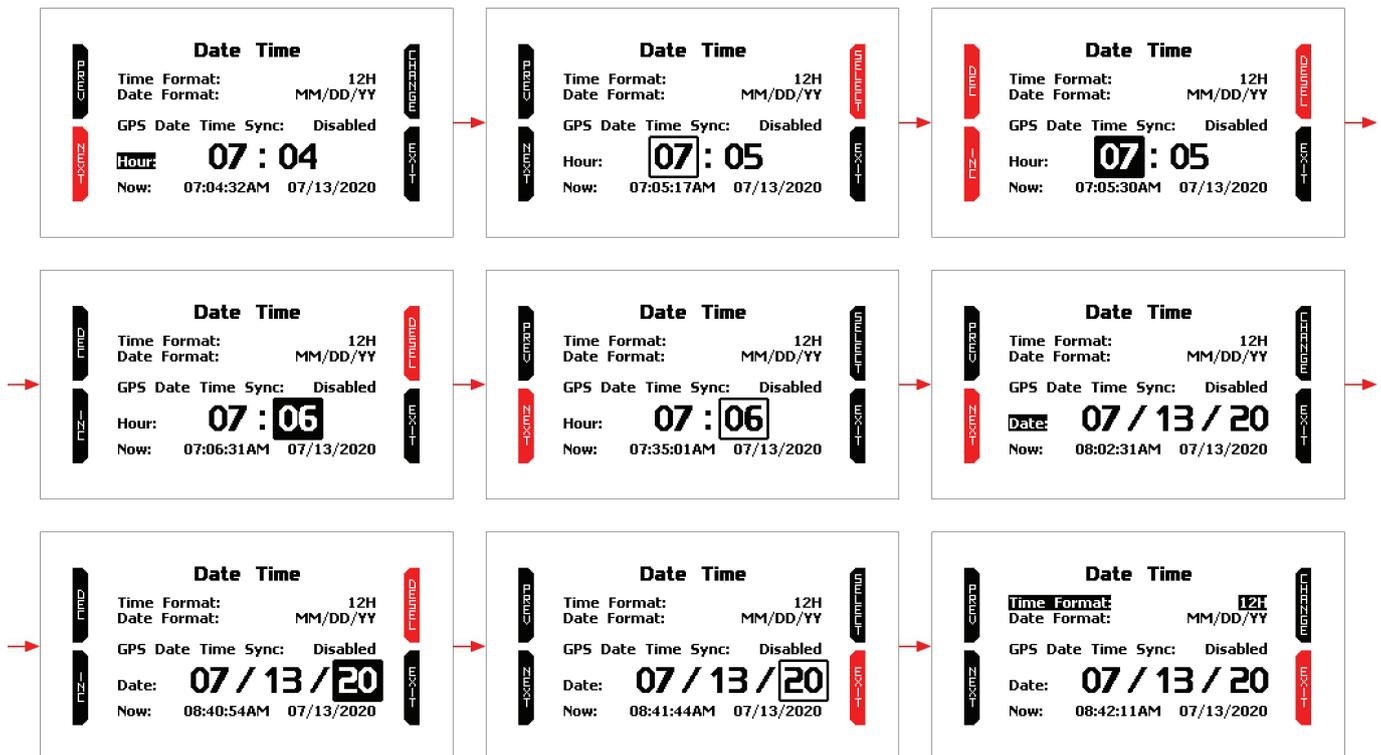 Date Time
PREV
CHANGE
Time Format: 12H
Date Format: MM/DD/YY
GPS Date Time Sync: Disabled
NEXT
EXIT
Hour: 07 : 04
Now: 07:04:32AM 07/13/2020
Date Time
PREV
SELECT
Time Format: 12H
Date Format: MM/DD/YY
GPS Date Time Sync: Disabled
NEXT
EXIT
Hour: 07 : 05
Now: 07:05:17AM 07/13/2020
Date Time
DEC
DESEL
Time Format: 12H
Date Format: MM/DD/YY
GPS Date Time Sync: Disabled
INC
EXIT
Hour: 07 : 05
Now: 07:05:30AM 07/13/2020
Date Time
DEC
DESEL
Time Format: 12H
Date Format: MM/DD/YY
GPS Date Time Sync: Disabled
INC
EXIT
Hour: 07 : 06
Now: 07:06:31AM 07/13/2020
Date Time
PREV
SELECT
Time Format: 12H
Date Format: MM/DD/YY
GPS Date Time Sync: Disabled
NEXT
EXIT
Hour: 07 : 06
Now: 07:35:01AM 07/13/2020
Date Time
PREV
CHANGE
Time Format: 12H
Date Format: MM/DD/YY
GPS Date Time Sync: Disabled
NEXT
EXIT
Date: 07 / 13 / 20
Now: 08:02:31AM 07/13/2020
Date Time
DEC
DESEL
Time Format: 12H
Date Format: MM/DD/YY
GPS Date Time Sync: Disabled
INC
EXIT
Date: 07 / 13 / 20
Now: 08:40:54AM 07/13/2020
Date Time
PREV
SELECT
Time Format: 12H
Date Format: MM/DD/YY
GPS Date Time Sync: Disabled
NEXT
EXIT
Date: 07 / 13 / 20
Now: 08:41:44AM 07/13/2020
Date Time
PREV
CHANGE
Time Format: 12H
Date Format: MM/DD/YY
GPS Date Time Sync: Disabled
NEXT
EXIT
Date: 07 / 13 / 20
Now: 08:42:11AM 07/13/2020